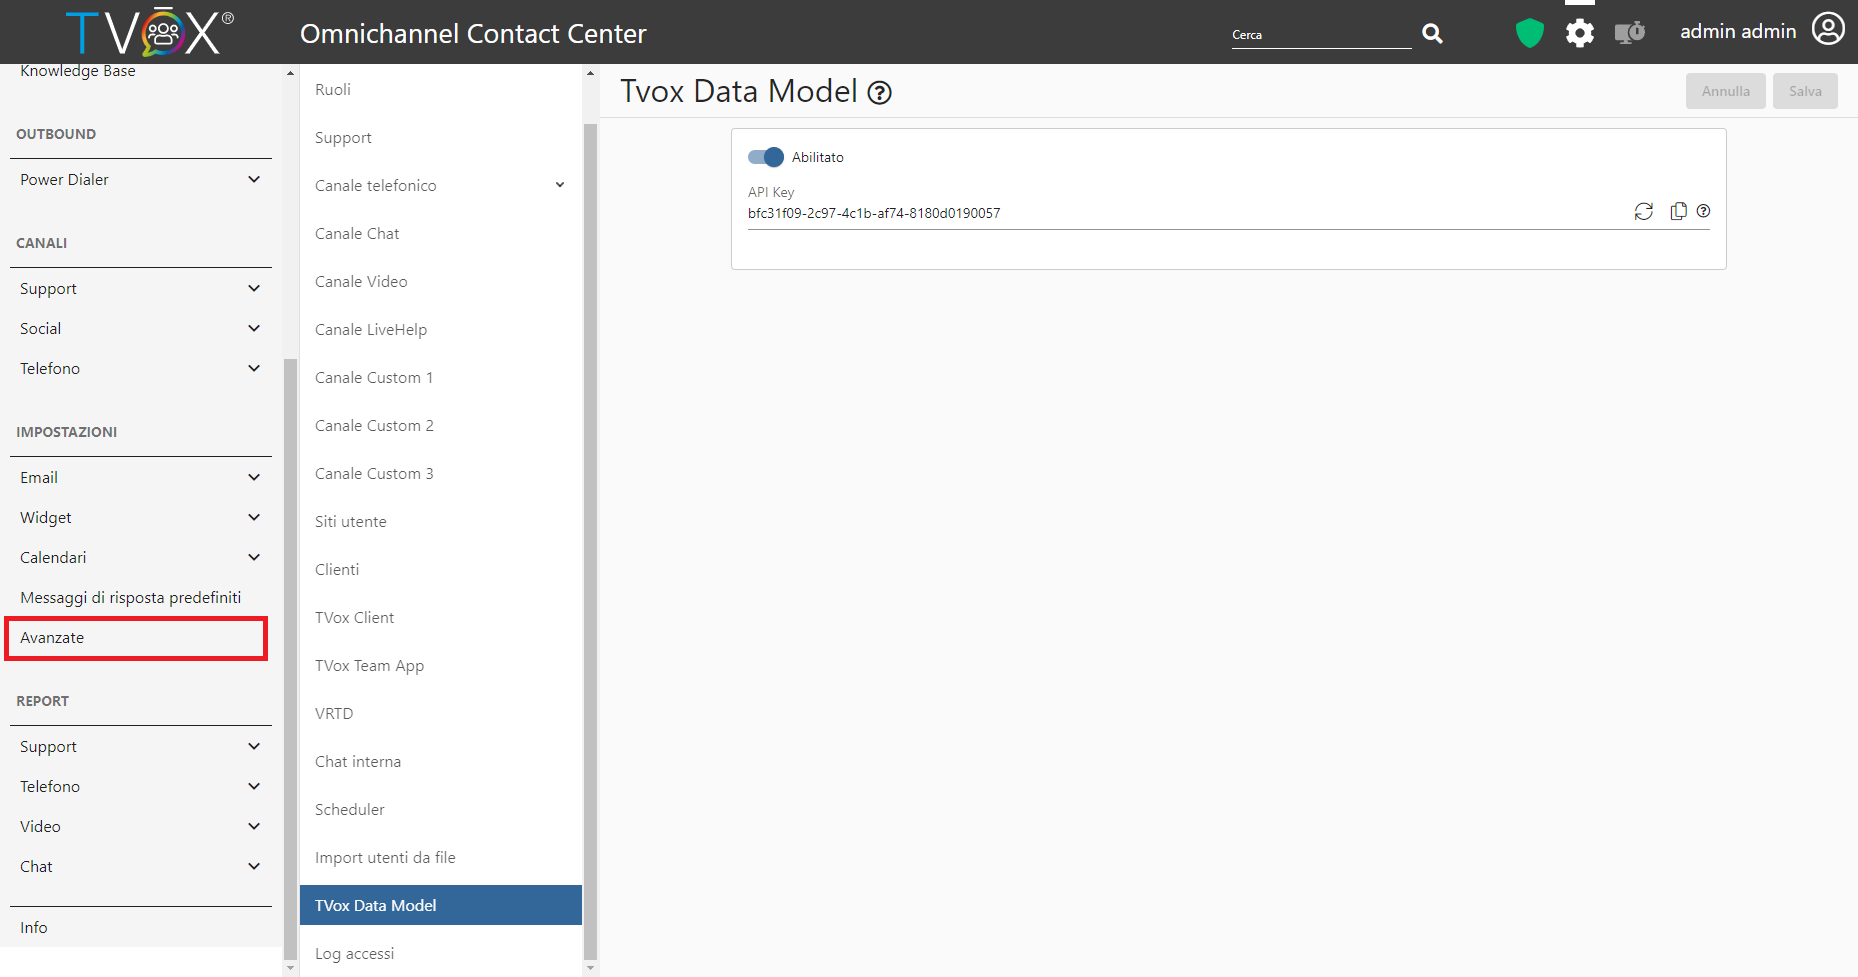 TVOX®
Omnichannel Contact Center
Cerca
admin admin
Knowledge Base
OUTBOUND
Power Dialer
CANALI
Support
Social
Telefono
IMPOSTAZIONI
Email
Widget
Calendari
Messaggi di risposta predefiniti
Avanzate
REPORT
Support
Telefono
Video
Chat
Info
Ruoli
Support
Canale telefonico
Canale Chat
Canale Video
Canale LiveHelp
Canale Custom 1
Canale Custom 2
Canale Custom 3
Siti utente
Clienti
TVox Client
TVox Team App
VRTD
Chat interna
Scheduler
Import utenti da file
TVox Data Model
Log accessi
Tvox Data Model
Annulla
Salva
Abilitato
API Key
bfc31f09-2c97-4c1b-af74-8180d0190057